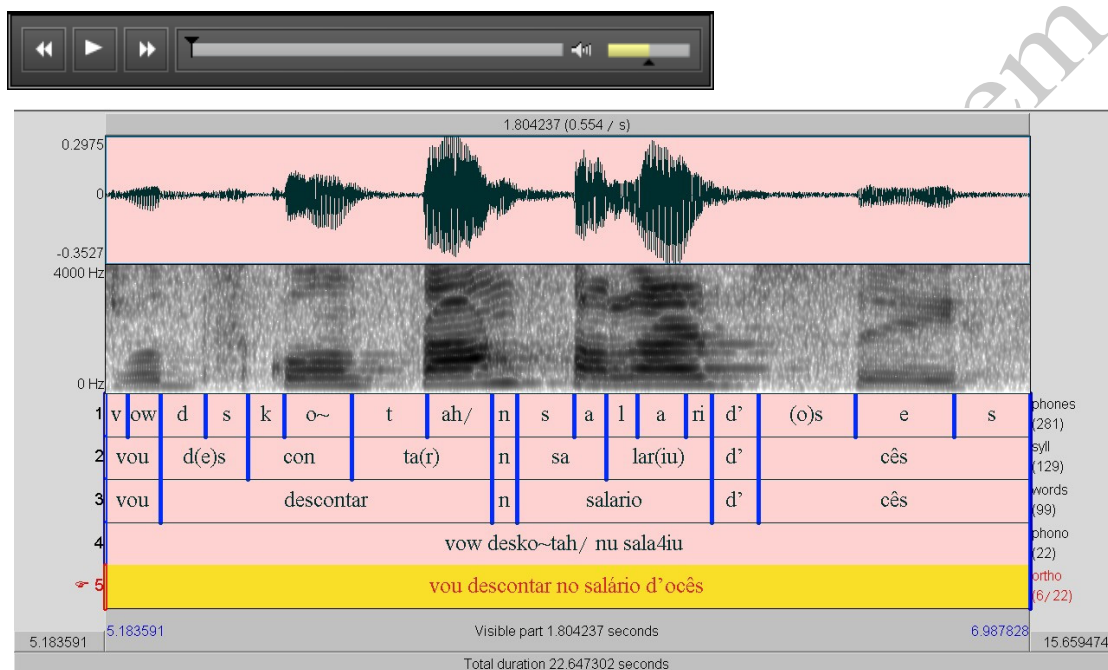 em
1.804237 (0.554 / s)
0.2975
0
-0.3527
4000 Hz
0 Hz
1 v ow d s k o~ t ah/ n s a l a ri d’ (o)s e s phones (281)
2 vou d(e)s con ta(r) n sa lar(iu) d’ cês syll (129)
3 vou descontar n salario d’ cês words (99)
4 vow desko~tah/ nu sala4iu phono (22)
5 vou descontar no salário d’ocês ortho (6/22)
5.183591 Visible part 1.804237 seconds 6.987828
5.183591 15.659474
Total duration 22.647302 seconds